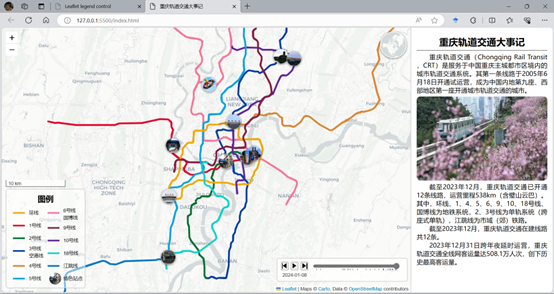 Leaflet legend control
重庆轨道交通大事记
127.0.0.1:5500/index.html
+
−
BISHAN
CHONGQING
HIGH-TECH
ZONE
NANAN
10 km
图例
环线
1号线
2号线
3号线
空港线
4号线
5号线
6号线
国博线
9号线
10号线
18号线
江跳线
特色站点
2024-01-08
Leaflet | Maps © Carto, Data © OpenStreetMap contributors
重庆轨道交通大事记
重庆轨道交通（Chongqing Rail Transit
，CRT）是服务于中国重庆主城都市区境内的
城市轨道交通系统。其第一条线路于2005年6
月18日开通试运营，成为中国内地第九座、西
部地区第一座开通城市轨道交通的城市。
截至2023年12月，重庆轨道交通已开通
12条线路，运营里程538km（含璧山云巴），
其中，环线、1、4、5、6、9、10、18号线、
国博线为地铁系统，2、3号线为单轨系统（跨
座式单轨），江跳线为市域（郊）铁路。
截至2023年12月，重庆轨道交通在建线路
共12条。
2023年12月31日跨年夜延时运营，重庆
轨道交通全线网客运量达508.1万人次，创下历
史最高客运量。